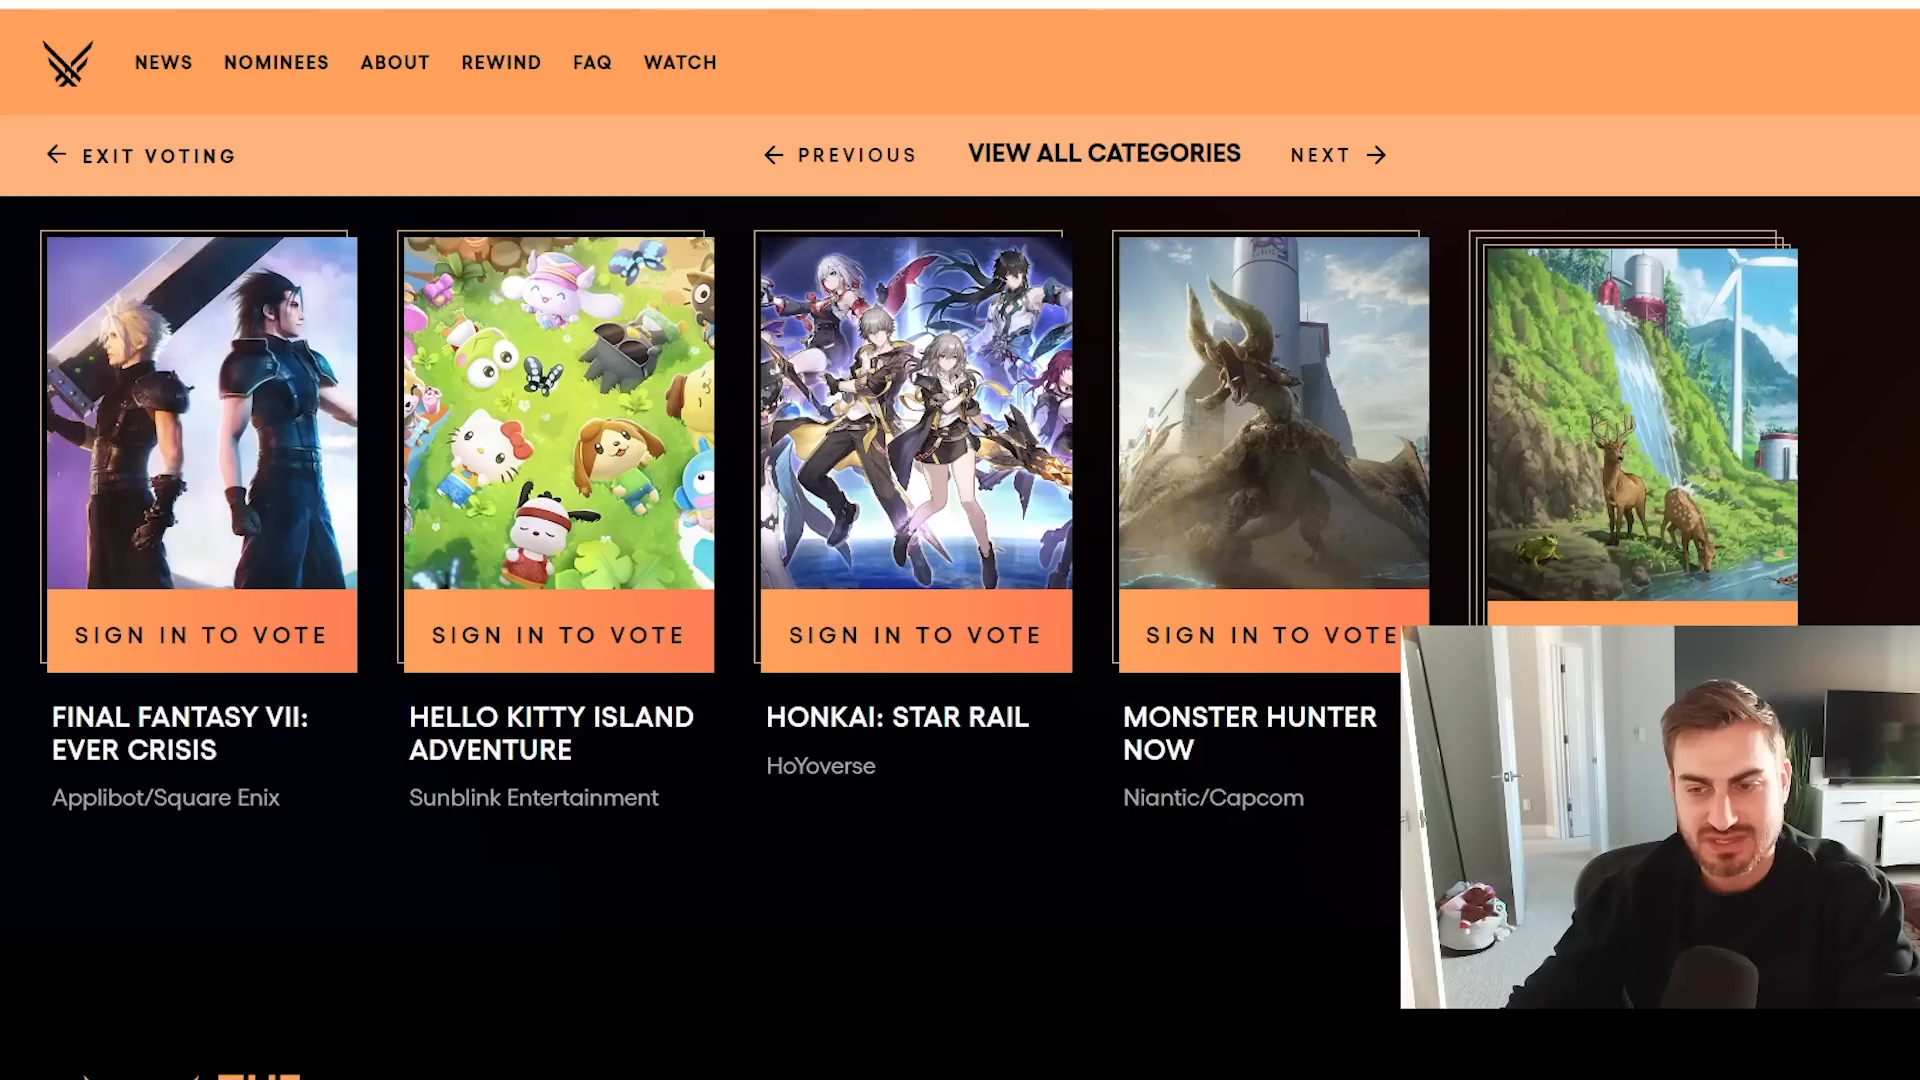 NEWS NOMINEES ABOUT REWIND FAQ WATCH
← EXIT VOTING ← PREVIOUS VIEW ALL CATEGORIES NEXT →
SIGN IN TO VOTE SIGN IN TO VOTE SIGN IN TO VOTE SIGN IN TO VOTE
FINAL FANTASY VII:
EVER CRISIS
Applibot/Square Enix
HELLO KITTY ISLAND
ADVENTURE
Sunblink Entertainment
HONKAI: STAR RAIL
HoYoverse
MONSTER HUNTER
NOW
Niantic/Capcom
THE